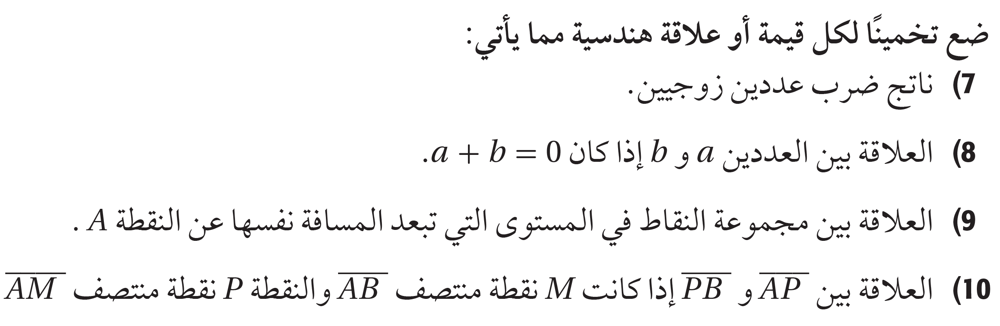 ضع تخمينًا لكل قيمة أو علاقة هندسية مما يأتي:
7) ناتج ضرب عددين زوجيين.
8) العلاقة بين العددين a و b إذا كان a + b = 0.
9) العلاقة بين مجموعة النقاط في المستوى التي تبعد المسافة نفسها عن النقطة A .
10) العلاقة بين $\overline{AP}$ و $\overline{PB}$ إذا كانت M نقطة منتصف $\overline{AB}$ والنقطة P نقطة منتصف $\overline{AM}$